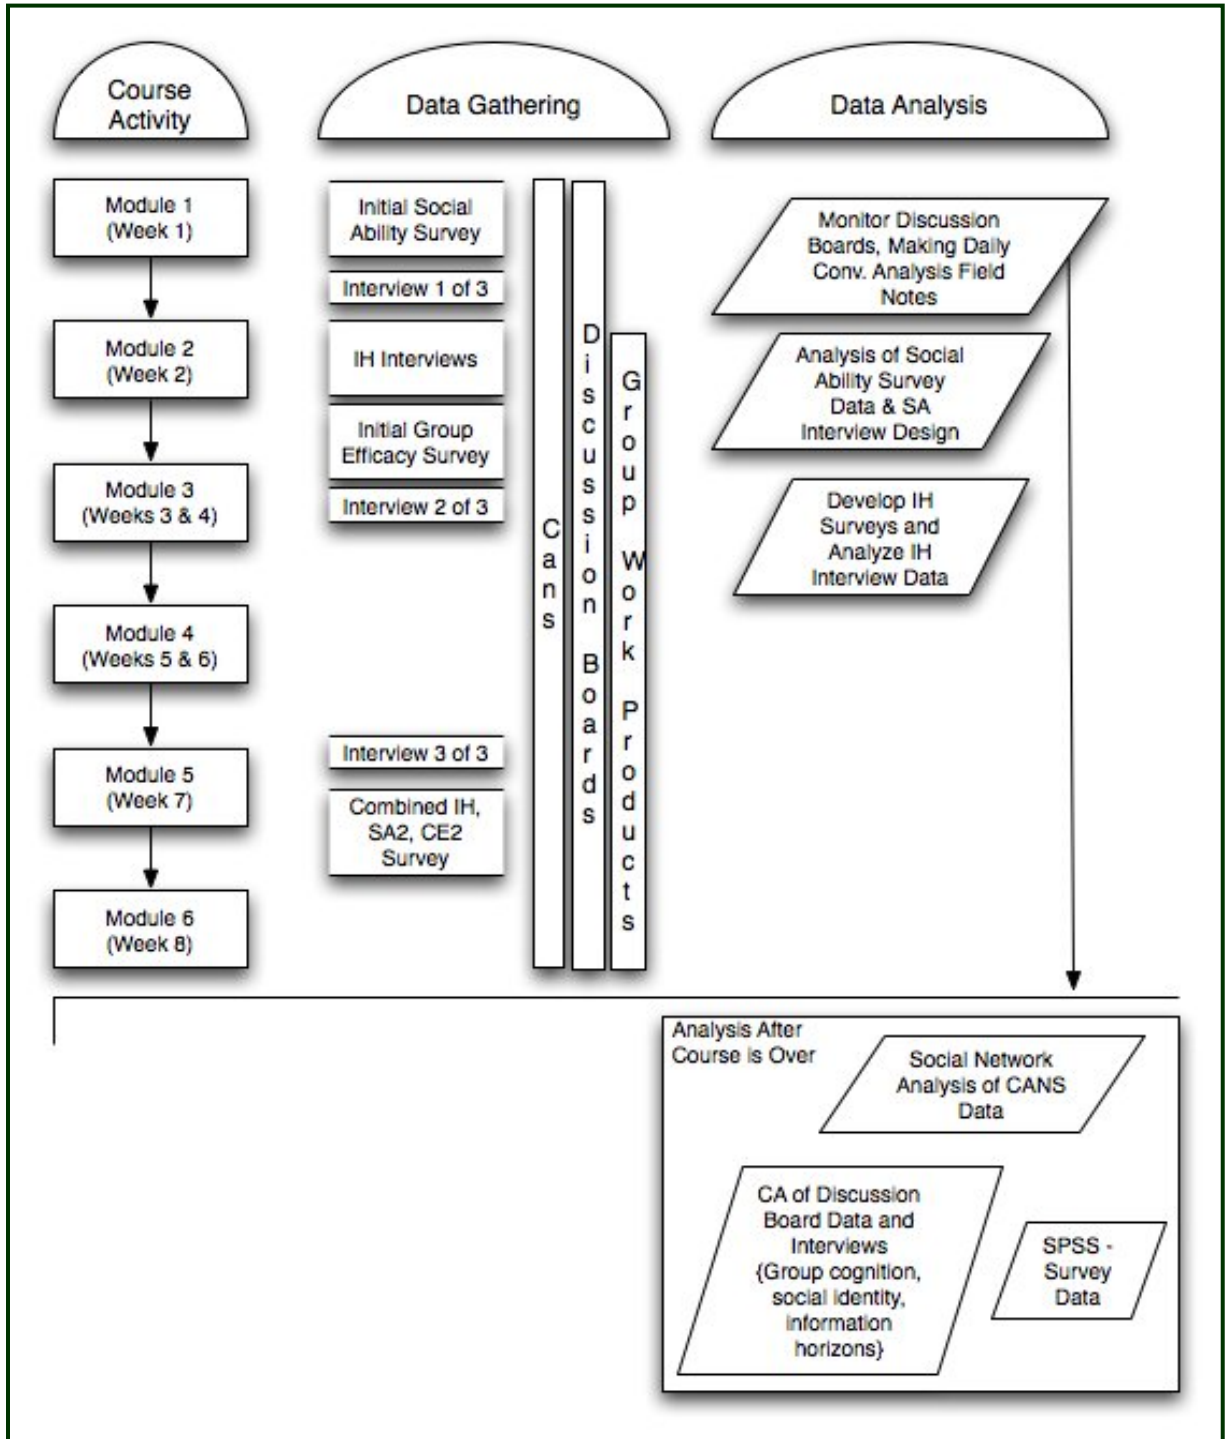 Course
Activity
Data Gathering
Data Analysis
Module 1
(Week 1)
Module 2
(Week 2)
Module 3
(Weeks 3 & 4)
Module 4
(Weeks 5 & 6)
Module 5
(Week 7)
Module 6
(Week 8)
Initial Social
Ability Survey
Interview 1 of 3
IH Interviews
Initial Group
Efficacy Survey
Interview 2 of 3
Interview 3 of 3
Combined IH,
SA2, CE2
Survey
Cans
Discussion Boards
Group Work Products
Monitor Discussion
Boards, Making Daily
Conv. Analysis Field
Notes
Analysis of Social
Ability Survey
Data & SA
Interview Design
Develop IH
Surveys and
Analyze IH
Interview Data
Analysis After
Course is Over
Social Network
Analysis of CANS
Data
CA of Discussion
Board Data and
Interviews
{Group cognition,
social identity,
information
horizons}
SPSS -
Survey
Data